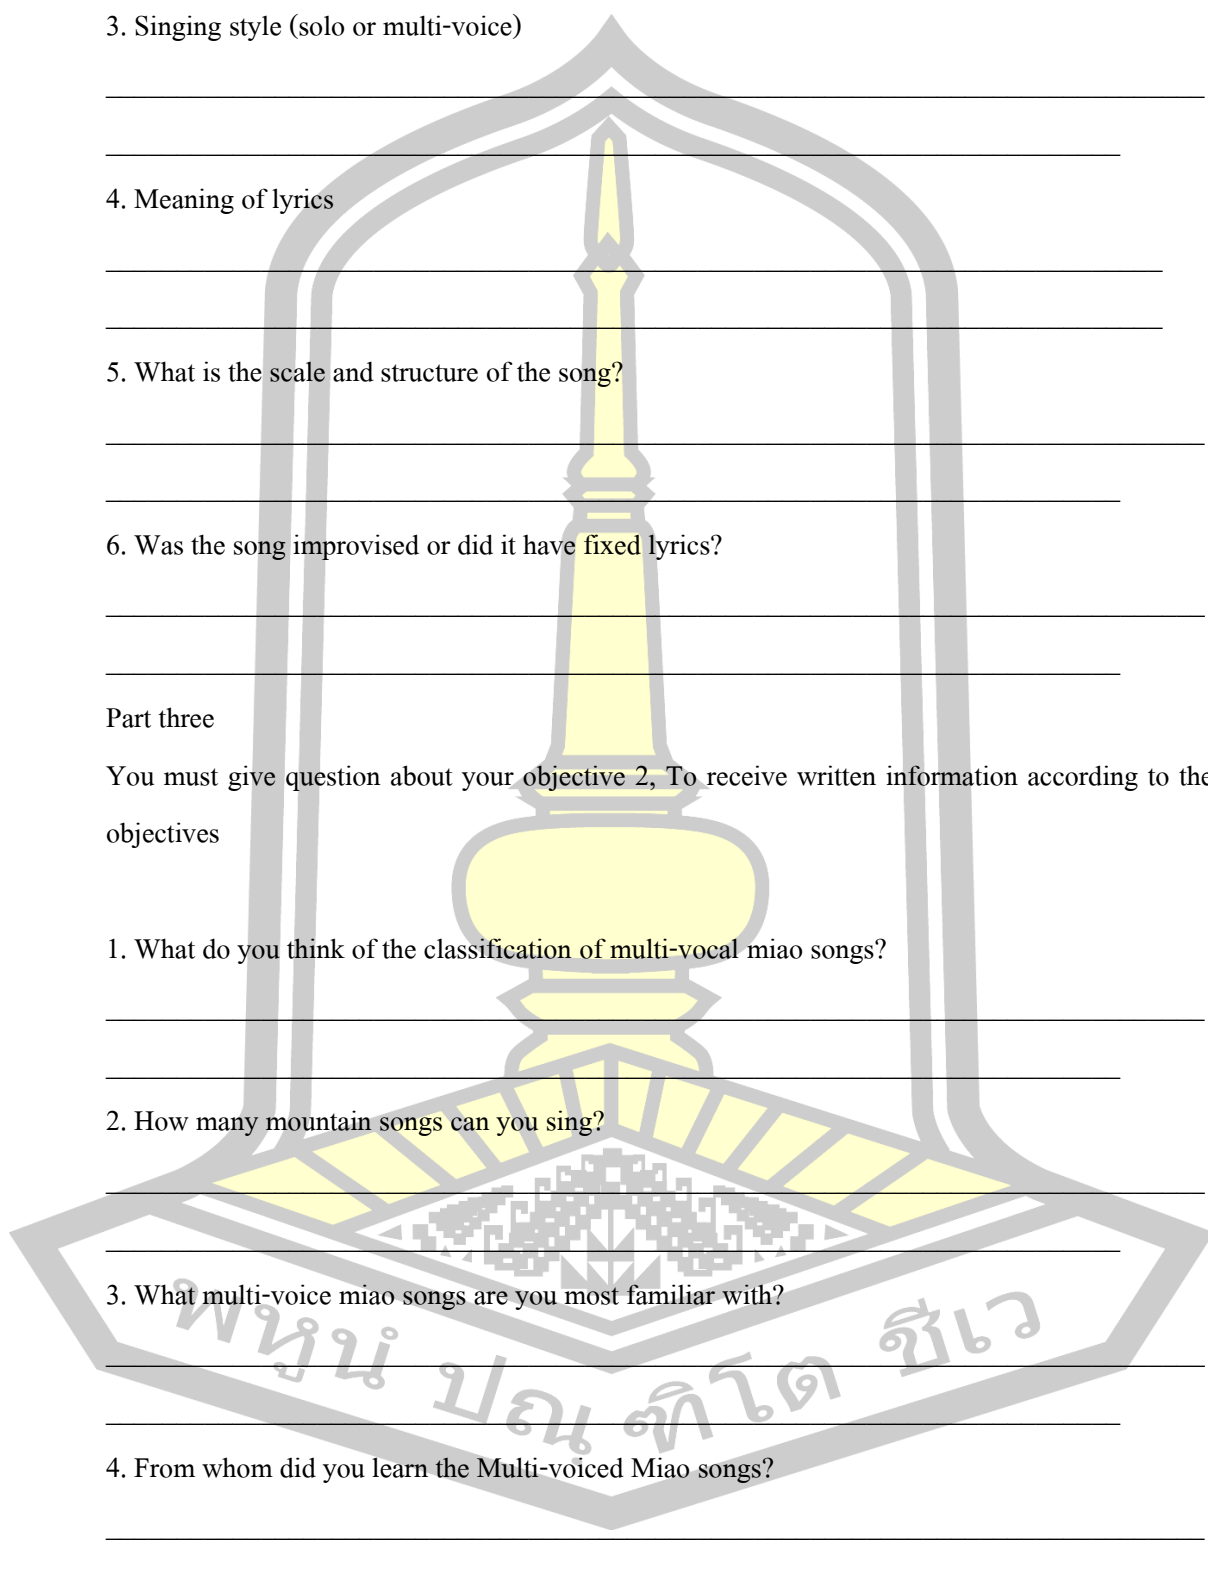 3. Singing style (solo or multi-voice)
4. Meaning of lyrics
5. What is the scale and structure of the song?
6. Was the song improvised or did it have fixed lyrics?
Part three
You must give question about your objective 2, To receive written information according to the
objectives
1. What do you think of the classification of multi-vocal miao songs?
2. How many mountain songs can you sing?
3. What multi-voice miao songs are you most familiar with?
พหูนํ ปณฺฑิโต ชีเว
4. From whom did you learn the Multi-voiced Miao songs?